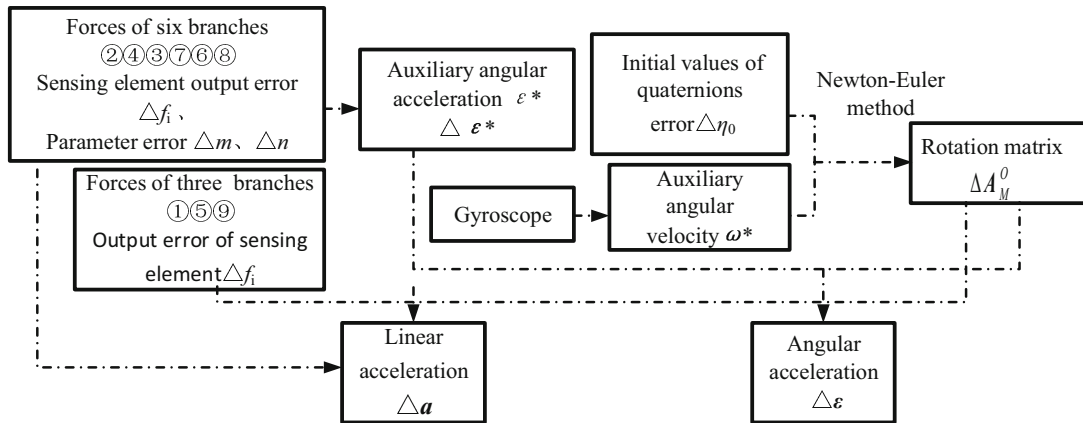 Forces of six branches
②④③⑦⑥⑧
Sensing element output error
△fᵢ 、
Parameter error △m、△n
Forces of three branches
①⑤⑨
Output error of sensing
element△fᵢ
Auxiliary angular
acceleration ε*
△ ε*
Gyroscope
Initial values of
quaternions
error△η₀
Auxiliary
angular
velocity ω*
Newton-Euler
method
Rotation matrix
ΔA_M^O
Linear
acceleration
△a
Angular
acceleration
△ε